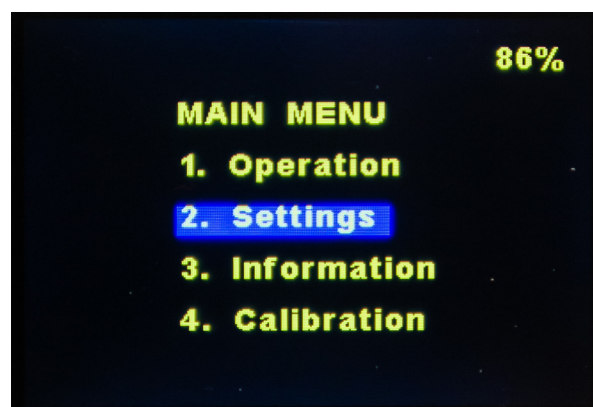 86%
MAIN MENU
1. Operation
2. Settings
3. Information
4. Calibration